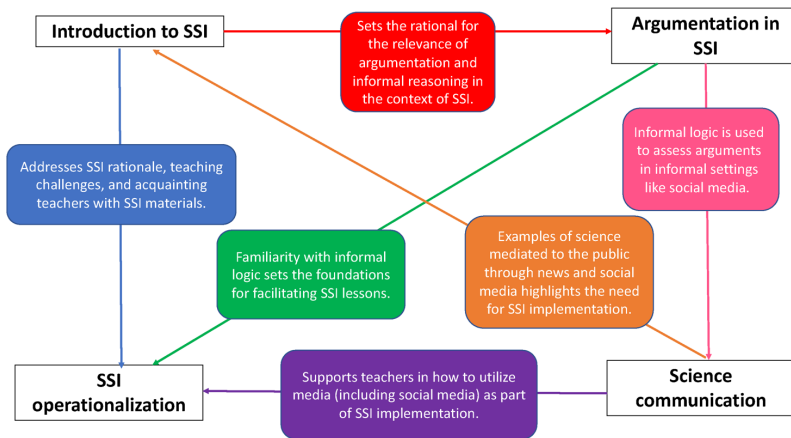 Introduction to SSI
Sets the rational for
the relevance of
argumentation and
informal reasoning in
the context of SSI.
Argumentation in
SSI
Addresses SSI rationale, teaching
challenges, and acquainting
teachers with SSI materials.
Informal logic is used
to assess arguments
in informal settings
like social media.
Familiarity with informal
logic sets the foundations
for facilitating SSI lessons.
Examples of science
mediated to the public
through news and social
media highlights the need
for SSI implementation.
SSI
operationalization
Supports teachers in how to utilize
media (including social media) as part
of SSI implementation.
Science
communication